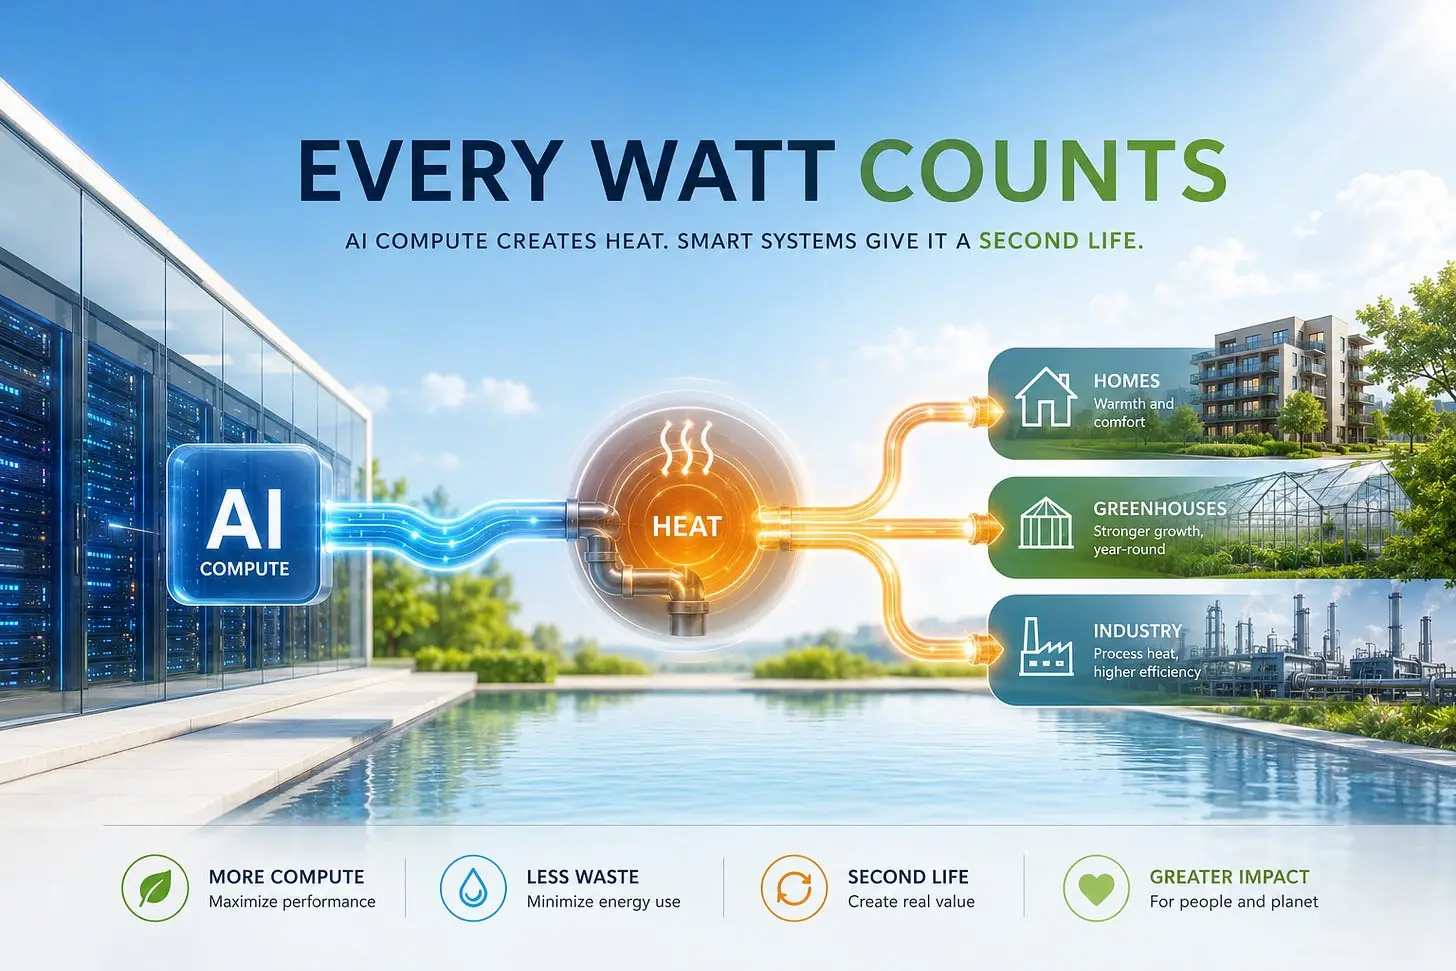 EVERY WATT COUNTS
AI COMPUTE CREATES HEAT. SMART SYSTEMS GIVE IT A SECOND LIFE.
AI
COMPUTE
HEAT
HOMES
Warmth and
comfort
GREENHOUSES
Stronger growth,
year-round
INDUSTRY
Process heat,
higher efficiency
MORE COMPUTE
Maximize performance
LESS WASTE
Minimize energy use
SECOND LIFE
Create real value
GREATER IMPACT
For people and planet